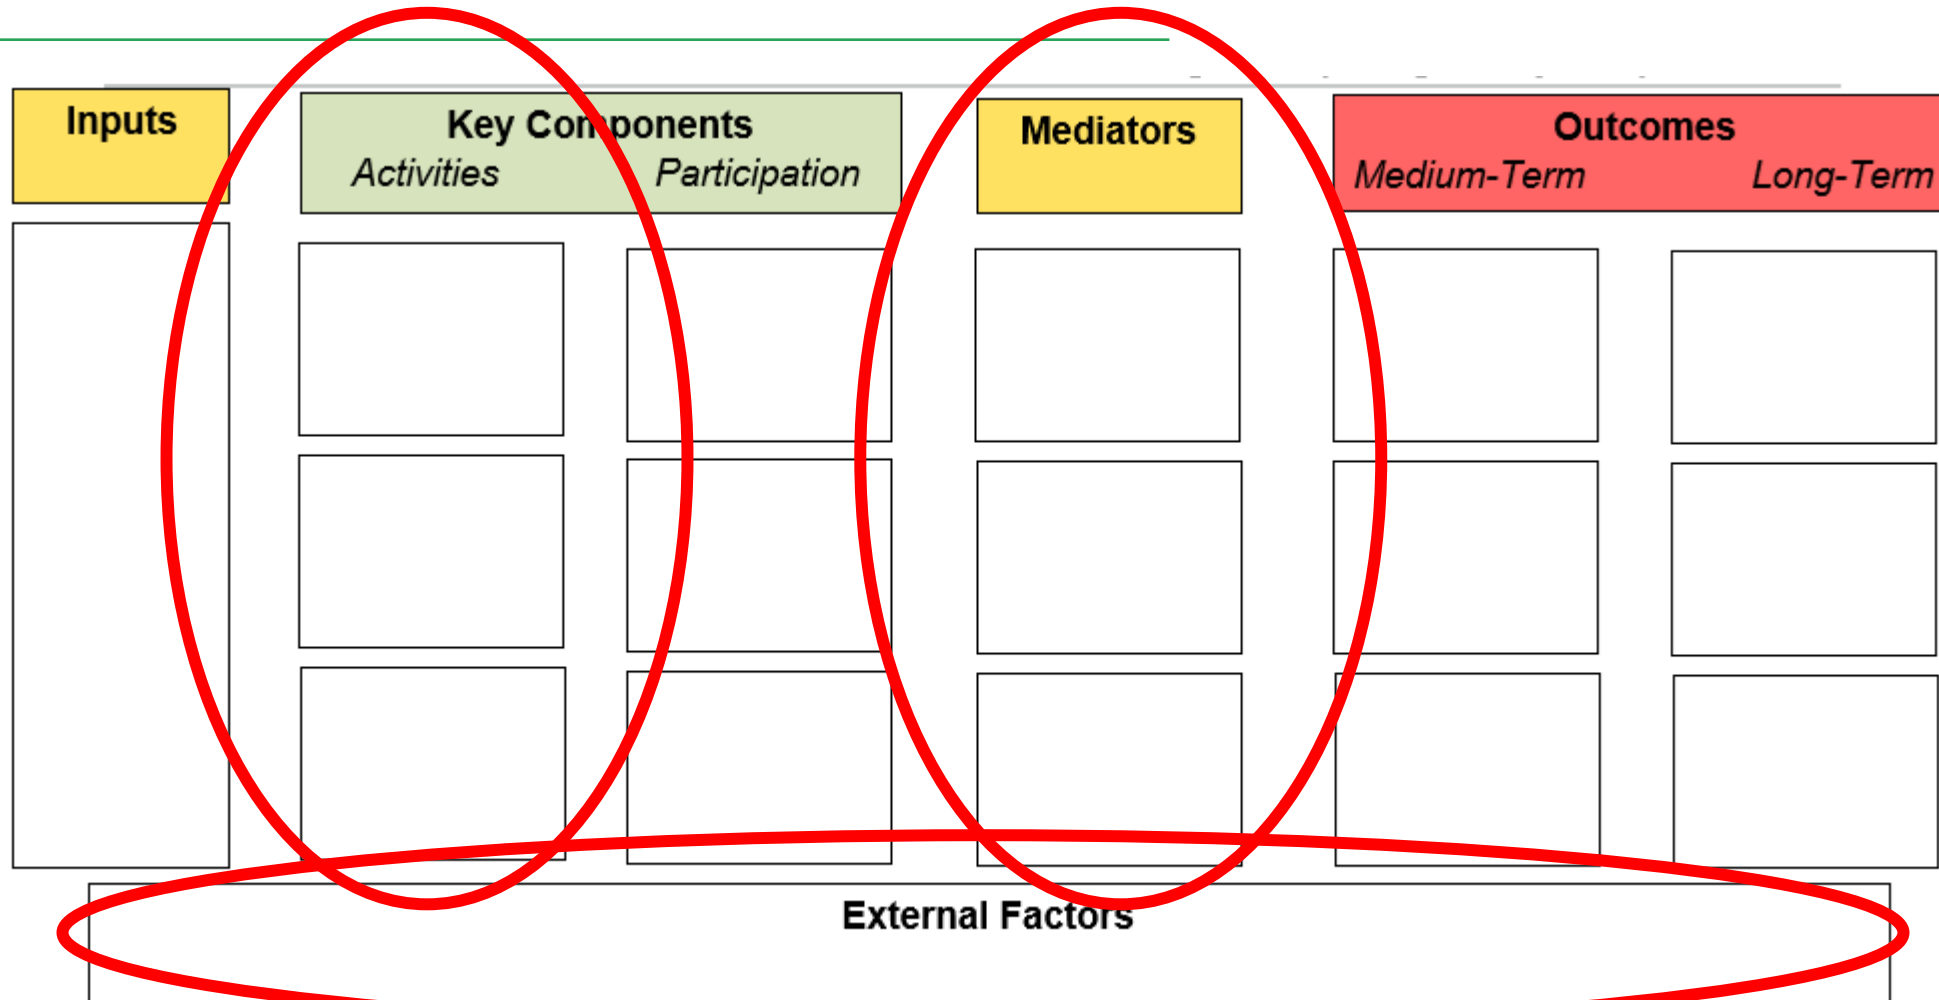 Inputs
Key Components
Activities Participation
Mediators
Outcomes
Medium-Term Long-Term
External Factors